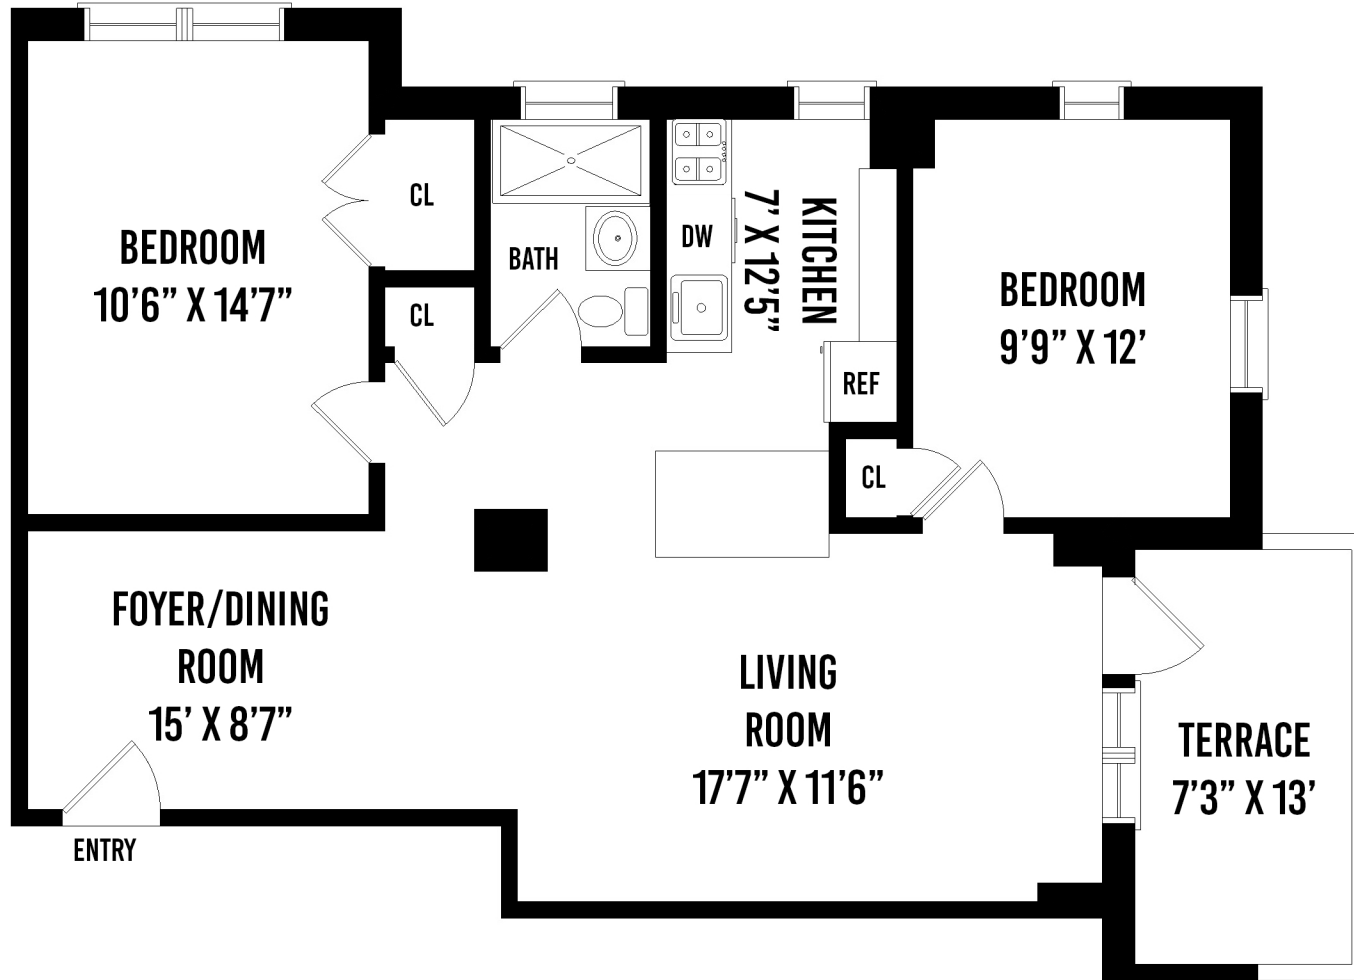 BEDROOM
10'6" X 14'7"
CL
CL
BATH
DW
KITCHEN
7' X 12'5"
REF
CL
BEDROOM
9'9" X 12'
FOYER/DINING
ROOM
15' X 8'7"
ENTRY
LIVING
ROOM
17'7" X 11'6"
TERRACE
7'3" X 13'